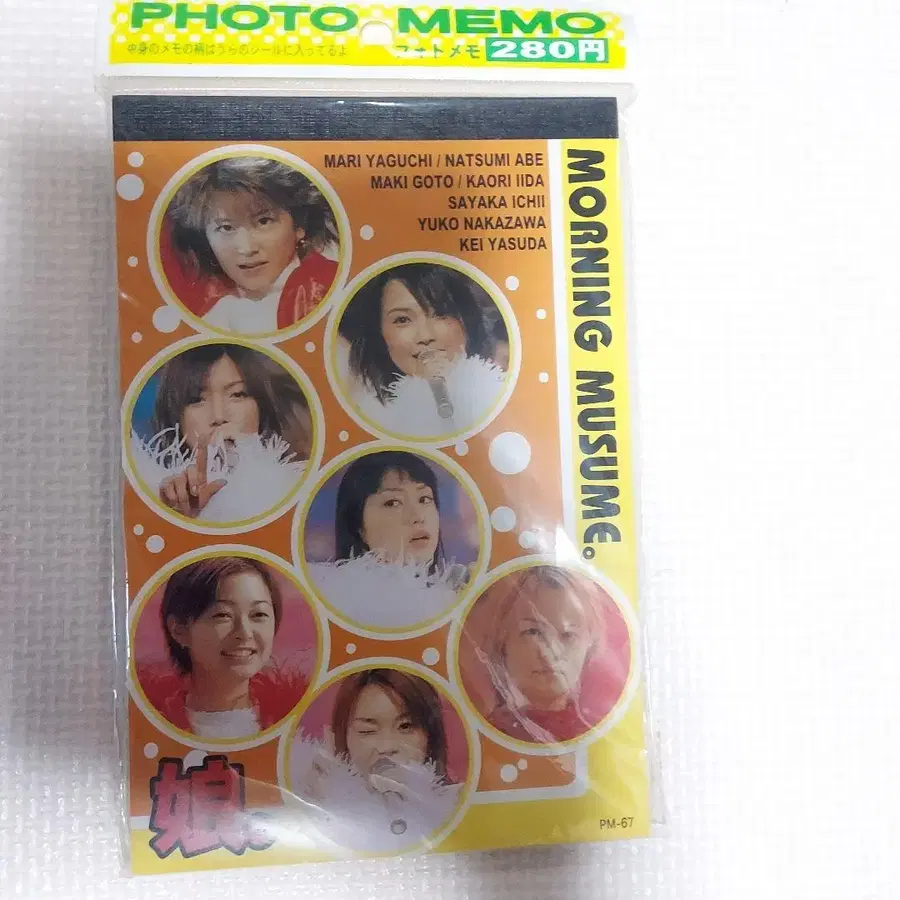 PHOTO MEMO
中身のメモの柄はうらのシールに入ってるよ
フォトメモ 280円
MARI YAGUCHI / NATSUMI ABE
MAKI GOTO / KAORI IIDA
SAYAKA ICHII
YUKO NAKAZAWA
KEI YASUDA
MORNING MUSUME。
娘。
PM-67